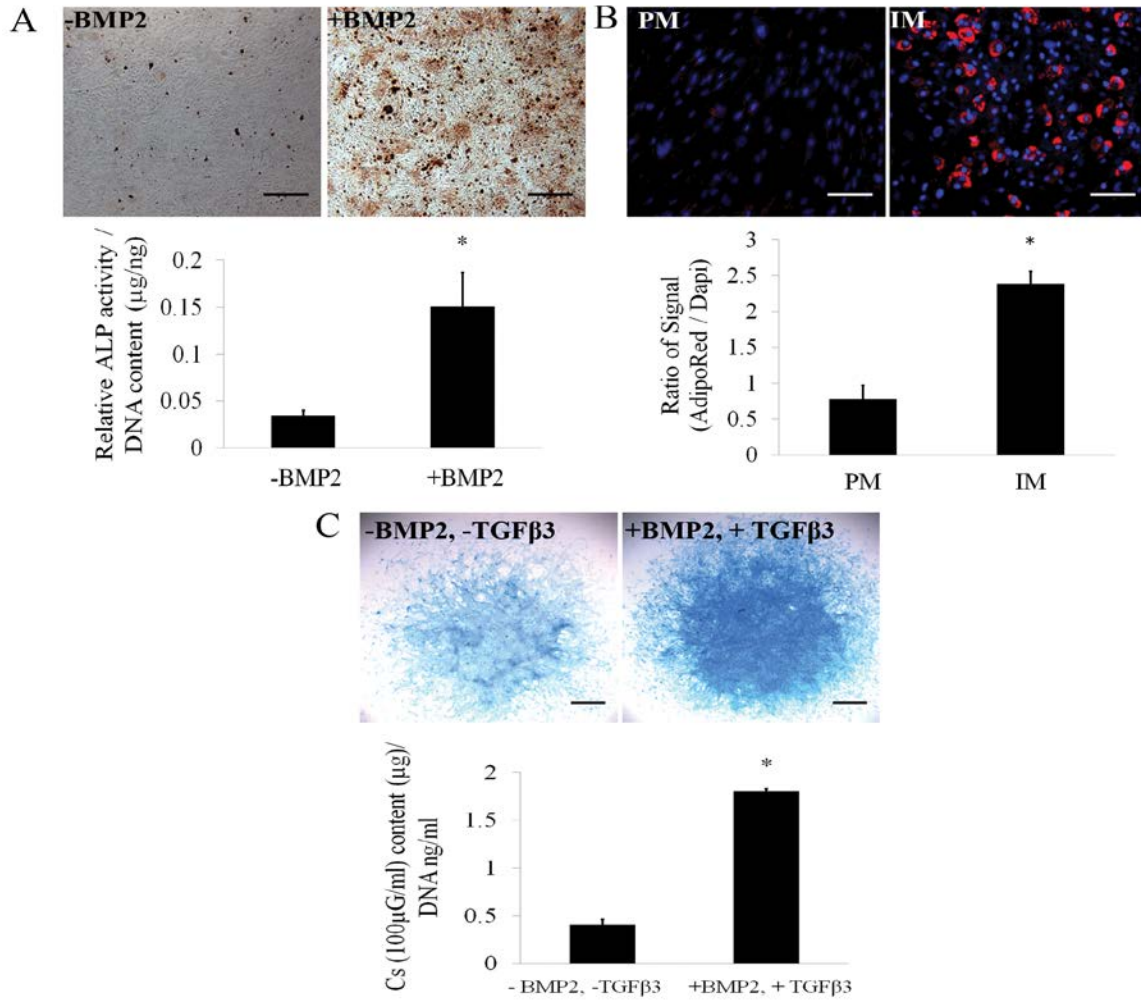 A
-BMP2
+BMP2
Relative ALP activity /
DNA content (µg/ng)
0.2
0.15
0.1
0.05
0
*
-BMP2
+BMP2
B
PM
IM
Ratio of Signal
(AdipoRed / Dapi)
3
2.5
2
1.5
1
0.5
0
*
PM
IM
C
-BMP2, -TGFβ3
+BMP2, + TGFβ3
Cs (100µG/ml) content (µg)/
DNA ng/ml
2
1.5
1
0.5
0
*
- BMP2, -TGFβ3
+BMP2, + TGFβ3